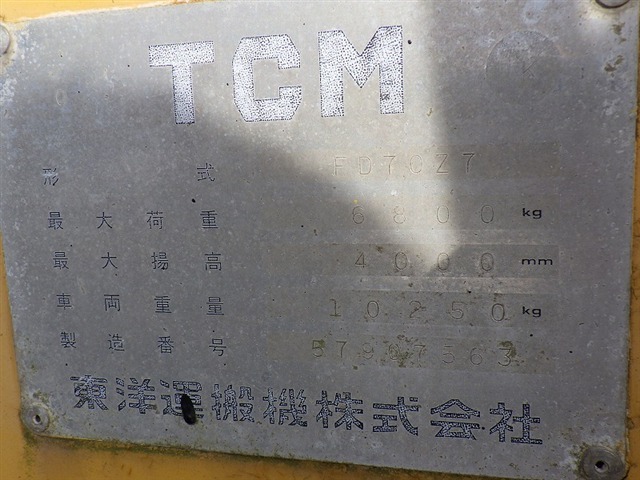 TCM
形式 FD70Z7
最大荷重 6800 kg
最大揚高 4000 mm
車両重量 10250 kg
製造番号
東洋運搬機株式会社